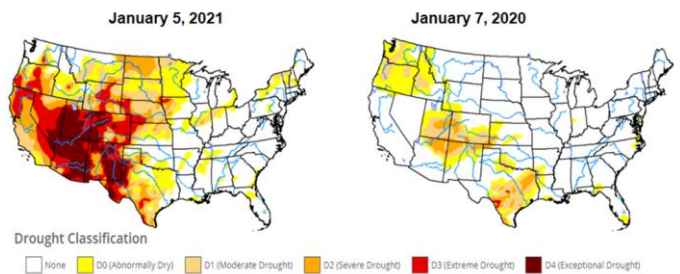 January 5, 2021
January 7, 2020
Drought Classification
None
D0 (Abnormally Dry)
D1 (Moderate Drought)
D2 (Severe Drought)
D3 (Extreme Drought)
D4 (Exceptional Drought)